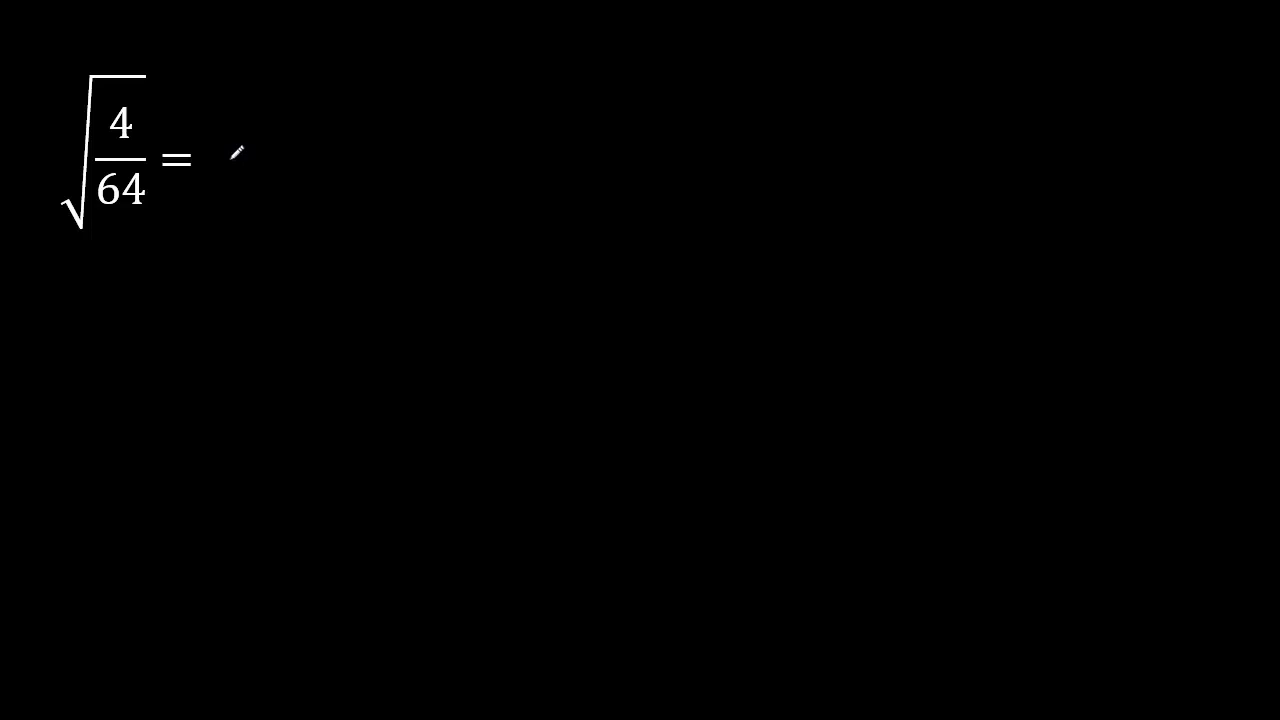 √(4/64) =